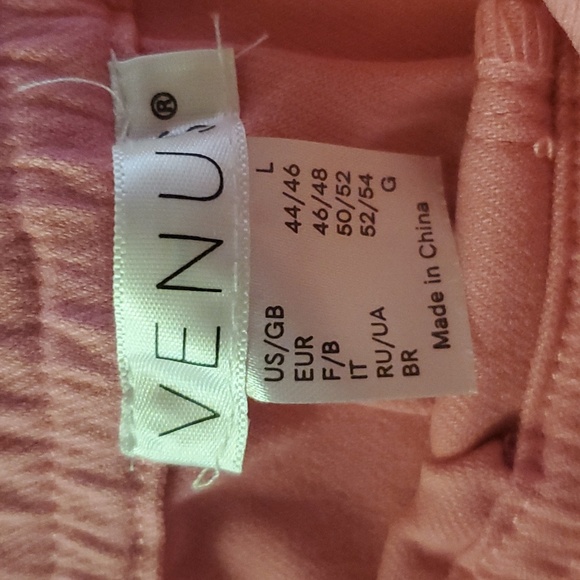 VENUS®
US/GB L
EUR 44/46
F/B 46/48
IT 50/52
RU/UA 52/54
BR G
Made in China